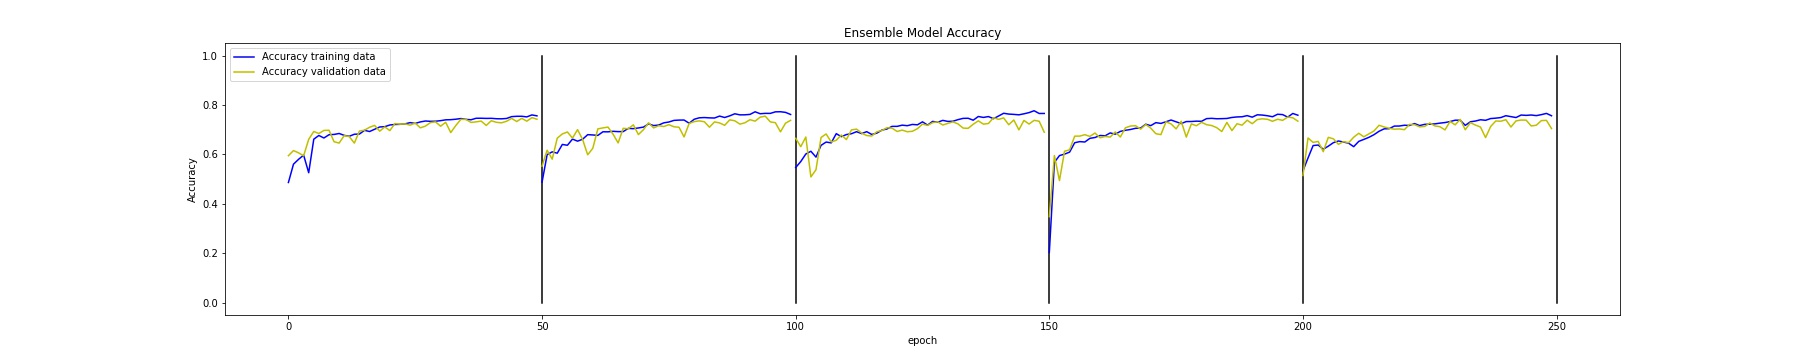 Ensemble Model Accuracy
Accuracy training data
Accuracy validation data
1.0
0.8
0.6
0.4
0.2
0.0
Accuracy
0 50 100 150 200 250
epoch